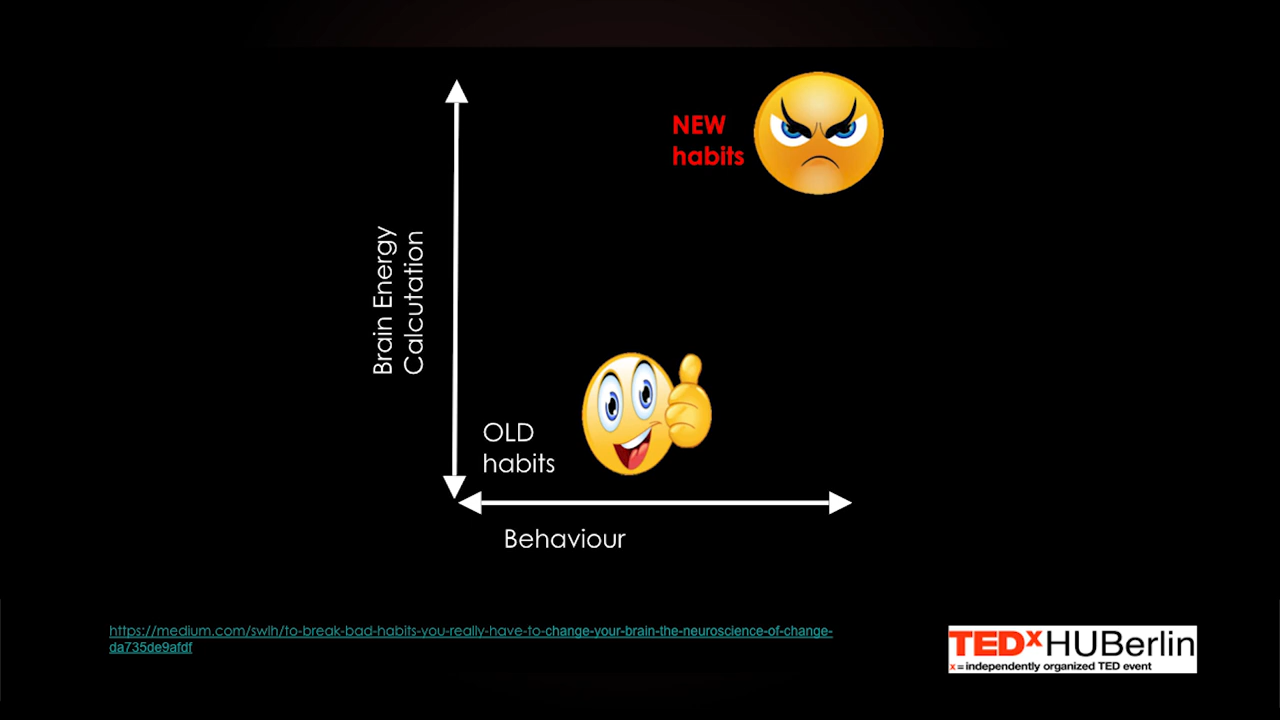 NEW
habits
Brain Energy
Calcutation
OLD
habits
Behaviour
https://medium.com/swlh/to-break-bad-habits-you-really-have-to-change-your-brain-the-neuroscience-of-change-
da735de9afdf
TEDxHUBerlin
x = independently organized TED event